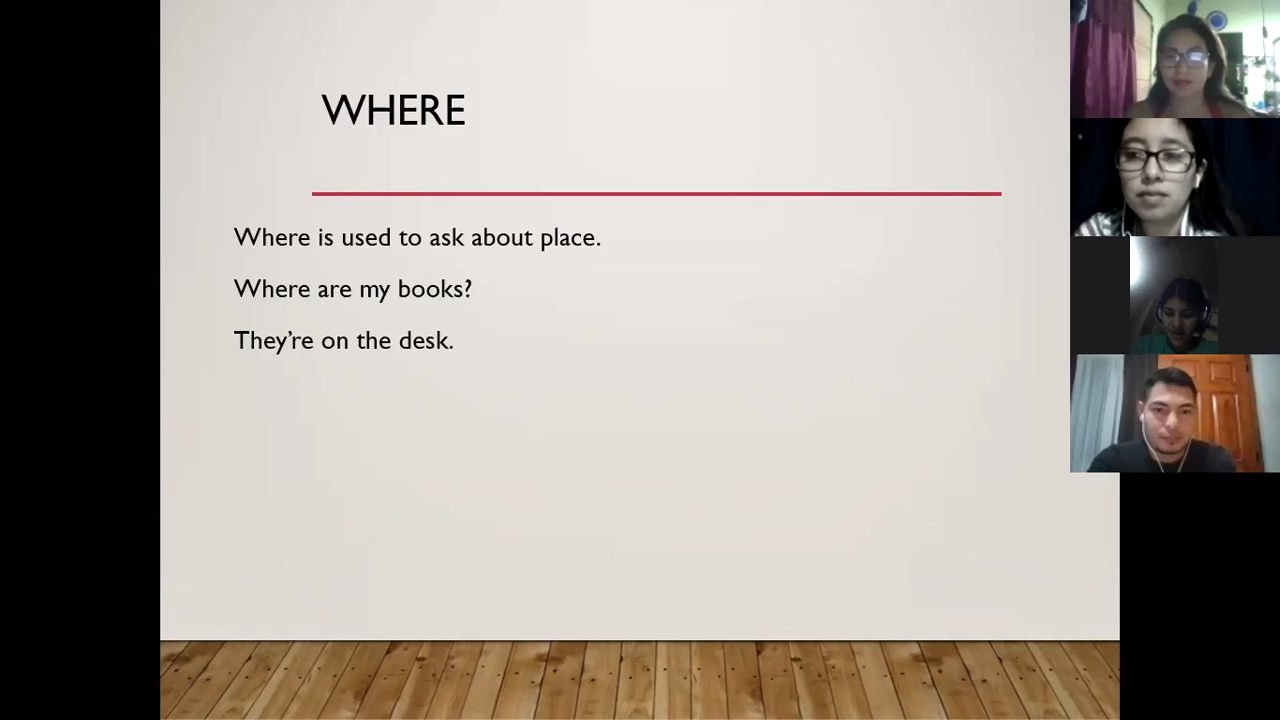 WHERE
Where is used to ask about place.
Where are my books?
They’re on the desk.